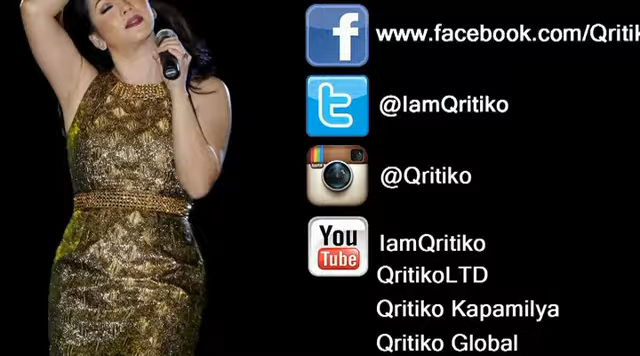 www.facebook.com/Qritik
@IamQritiko
@Qritiko
You
Tube
IamQritiko
QritikoLTD
Qritiko Kapamilya
Qritiko Global